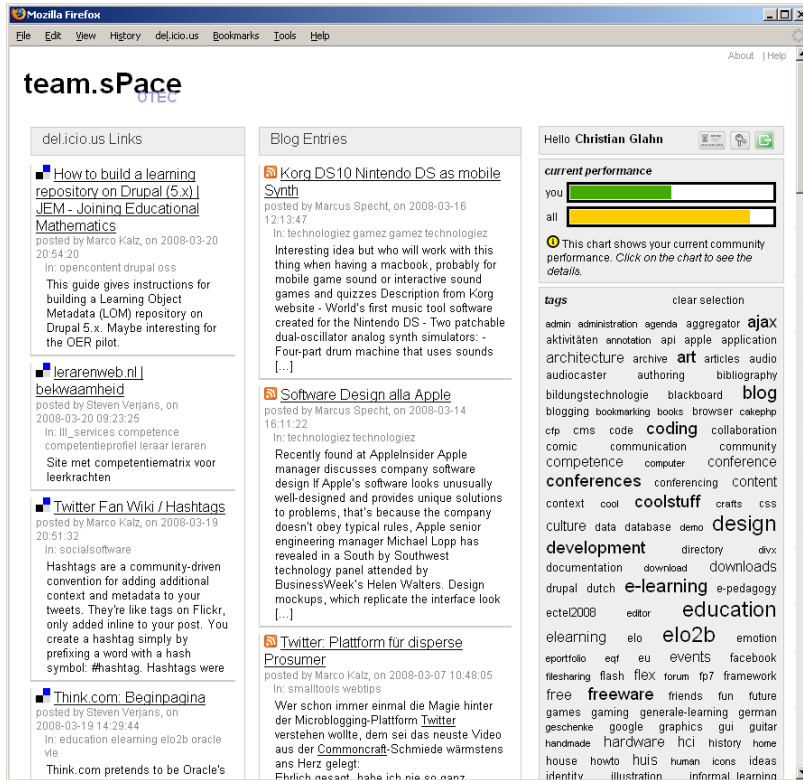 Mozilla Firefox
File Edit View History del.icio.us Bookmarks Tools Help
About | Help
team.sPace
OTEC
del.icio.us Links
How to build a learning
repository on Drupal (5.x) |
JEM - Joining Educational
Mathematics
posted by Marco Kalz, on 2008-03-20
20:54:20
In: opencontent drupal oss
This guide gives instructions for
building a Learning Object
Metadata (LOM) repository on
Drupal 5.x. Maybe interesting for
the OER pilot.
lerarenweb.nl |
bekwaamheid
posted by Steven Verjans, on
2008-03-20 09:23:25
In: lll_services competence
competentieprofiel leraar leraren
Site met competentiematrix voor
leerkrachten
Twitter Fan Wiki / Hashtags
posted by Marco Kalz, on 2008-03-19
20:51:32
In: socialsoftware
Hashtags are a community-driven
convention for adding additional
context and metadata to your
tweets. They're like tags on Flickr,
only added inline to your post. You
create a hashtag simply by
prefixing a word with a hash
symbol: #hashtag. Hashtags were
Think.com: Beginpagina
posted by Steven Verjans, on
2008-03-19 14:29:44
In: education elearning elo2b oracle
vle
Think.com pretends to be Oracle's
Blog Entries
Korg DS10 Nintendo DS as mobile
Synth
posted by Marcus Specht, on 2008-03-16
12:13:47
In: technologiez gamez gamez technologiez
Interesting idea but who will work with this
thing when having a macbook, probably for
mobile game sound or interactive sound
games and quizzes Description from Korg
website - World's first music tool software
created for the Nintendo DS - Two patchable
dual-oscillator analog synth simulators: -
Four-part drum machine that uses sounds
[...]
Software Design alla Apple
posted by Marcus Specht, on 2008-03-14
16:11:22
In: technologiez technologiez
Recently found at AppleInsider Apple
manager discusses company software
design If Apple's software looks unusually
well-designed and provides unique solutions
to problems, that's because the company
doesn't obey typical rules, Apple senior
engineering manager Michael Lopp has
revealed in a South by Southwest
technology panel attended by
BusinessWeek's Helen Walters. Design
mockups, which replicate the interface look
[...]
Twitter: Plattform für disperse
Prosumer
posted by Marco Kalz, on 2008-03-07 10:48:05
In: smalltools webtips
Wer schon immer einmal die Magie hinter
der Microblogging-Plattform Twitter
verstehen wollte, dem sei das neuste Video
aus der Commoncraft-Schmiede wärmstens
ans Herz gelegt:
Ehrlich gesagt, habe ich nie so ganz
Hello Christian Glahn
current performance
you
all
This chart shows your current community
performance. Click on the chart to see the
details.
tags clear selection
admin administration agenda aggregator ajax
aktivitäten annotation api apple application
architecture archive art articles audio
audiocaster authoring bibliography
bildungstechnologie blackboard blog
blogging bookmarking books browser cakephp
cfp cms code coding collaboration
comic communication community
competence computer conference
conferences conferencing content
context cool coolstuff crafts css
culture data database demo design
development directory divx
documentation download downloads
drupal dutch e-learning e-pedagogy
ectel2008 editor education
elearning elo elo2b emotion
eportfolio eqf eu events facebook
filesharing flash flex forum fp7 framework
free freeware friends fun future
games gaming generale-learning german
geschenke google graphics gui guitar
handmade hardware hci history home
house howto huis human icons ideas
identity illustration informal learning